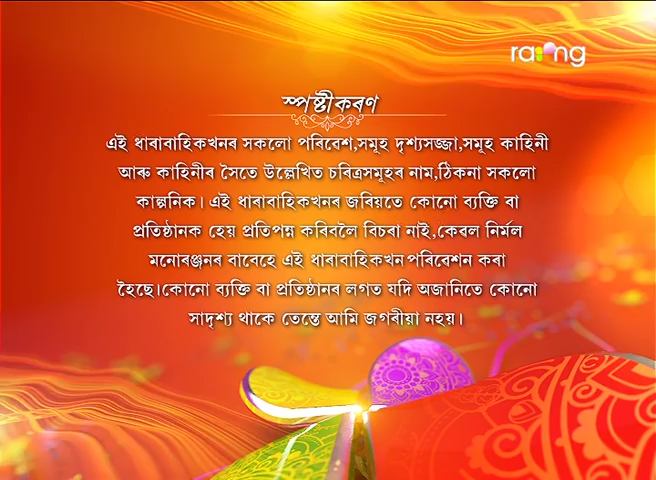 rang
স্পষ্টীকৰণ
এই ধাৰাবাহিকখনৰ সকলো পৰিৱেশ,সমূহ দৃশ্যসজ্জা,সমূহ কাহিনী
আৰু কাহিনীৰ সৈতে উল্লেখিত চৰিত্ৰসমূহৰ নাম,ঠিকনা সকলো
কাল্পনিক। এই ধাৰাবাহিকখনৰ জৰিয়তে কোনো ব্যক্তি বা
প্ৰতিষ্ঠানক হেয় প্ৰতিপন্ন কৰিবলৈ বিচৰা নাই,কেবল নিৰ্মল
মনোৰঞ্জনৰ বাবেহে এই ধাৰাবাহিকখন পৰিৱেশন কৰা
হৈছে।কোনো ব্যক্তি বা প্ৰতিষ্ঠানৰ লগত যদি অজানিতে কোনো
সাদৃশ্য থাকে তেন্তে আমি জগৰীয়া নহয়।